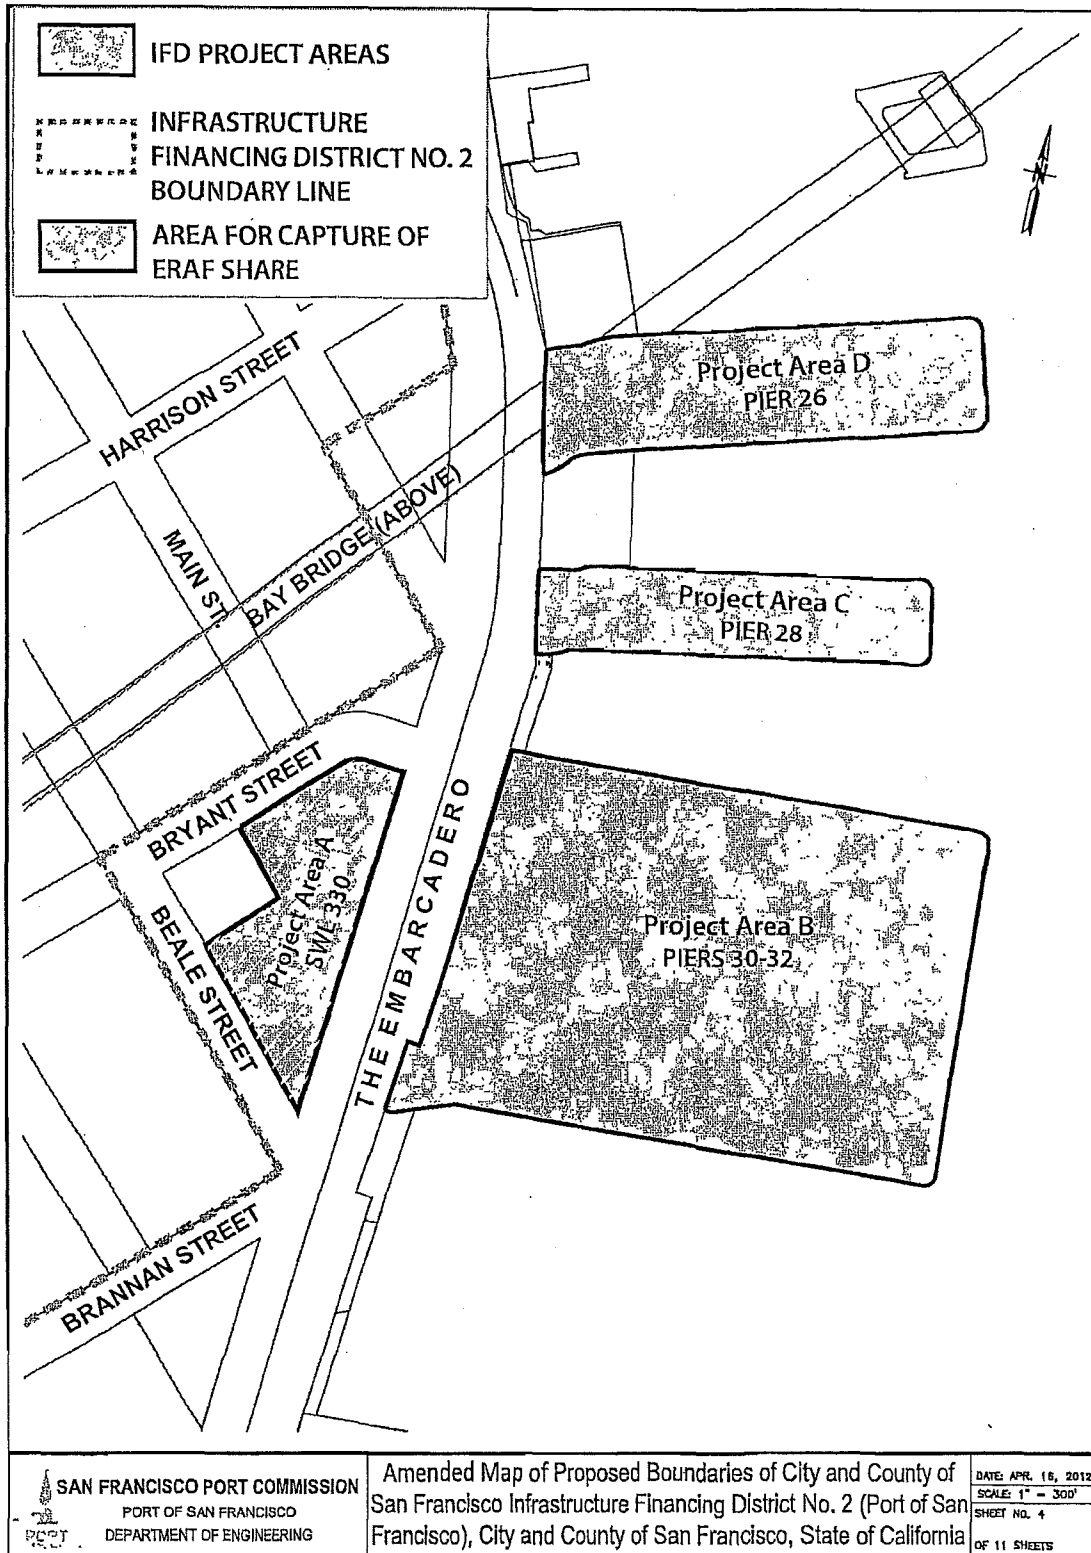 IFD PROJECT AREAS
INFRASTRUCTURE
FINANCING DISTRICT NO. 2
BOUNDARY LINE
AREA FOR CAPTURE OF
ERAF SHARE
N
HARRISON STREET
MAIN ST.
BAY BRIDGE (ABOVE)
Project Area D
PIER 26
Project Area C
PIER 28
BRYANT STREET
Project Area A
SWL 330
BEALE STREET
THE EMBARCADERO
Project Area B
PIERS 30-32
BRANNAN STREET
PORT
SAN FRANCISCO PORT COMMISSION
PORT OF SAN FRANCISCO
DEPARTMENT OF ENGINEERING
Amended Map of Proposed Boundaries of City and County of
San Francisco Infrastructure Financing District No. 2 (Port of San
Francisco), City and County of San Francisco, State of California
DATE: APR. 16, 2012
SCALE: 1" = 300'
SHEET NO. 4
OF 11 SHEETS